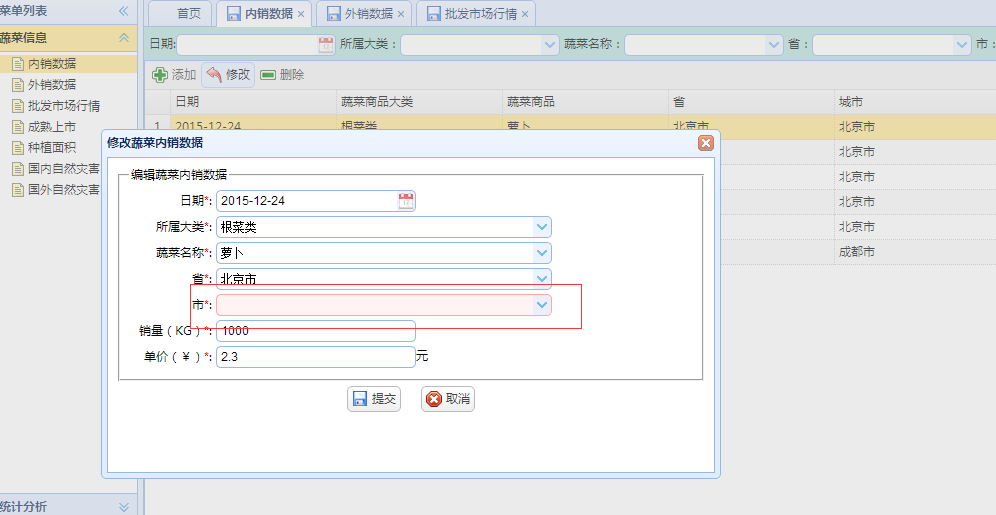 菜单列表
首页 内销数据 外销数据 批发市场行情
蔬菜信息
日期: 所属大类： 蔬菜名称： 省： 市：
内销数据
外销数据
批发市场行情
成熟上市
种植面积
国内自然灾害
国外自然灾害
添加 修改 删除
日期 蔬菜商品大类 蔬菜商品 省 城市
1 2015-12-24 根菜类 萝卜 北京市 北京市
北京市
北京市
北京市
北京市
成都市
修改蔬菜内销数据
编辑蔬菜内销数据
日期*: 2015-12-24
所属大类*: 根菜类
蔬菜名称*: 萝卜
省*: 北京市
市*:
销量（KG）*: 1000
单价（￥）*: 2.3 元
提交 取消
统计分析